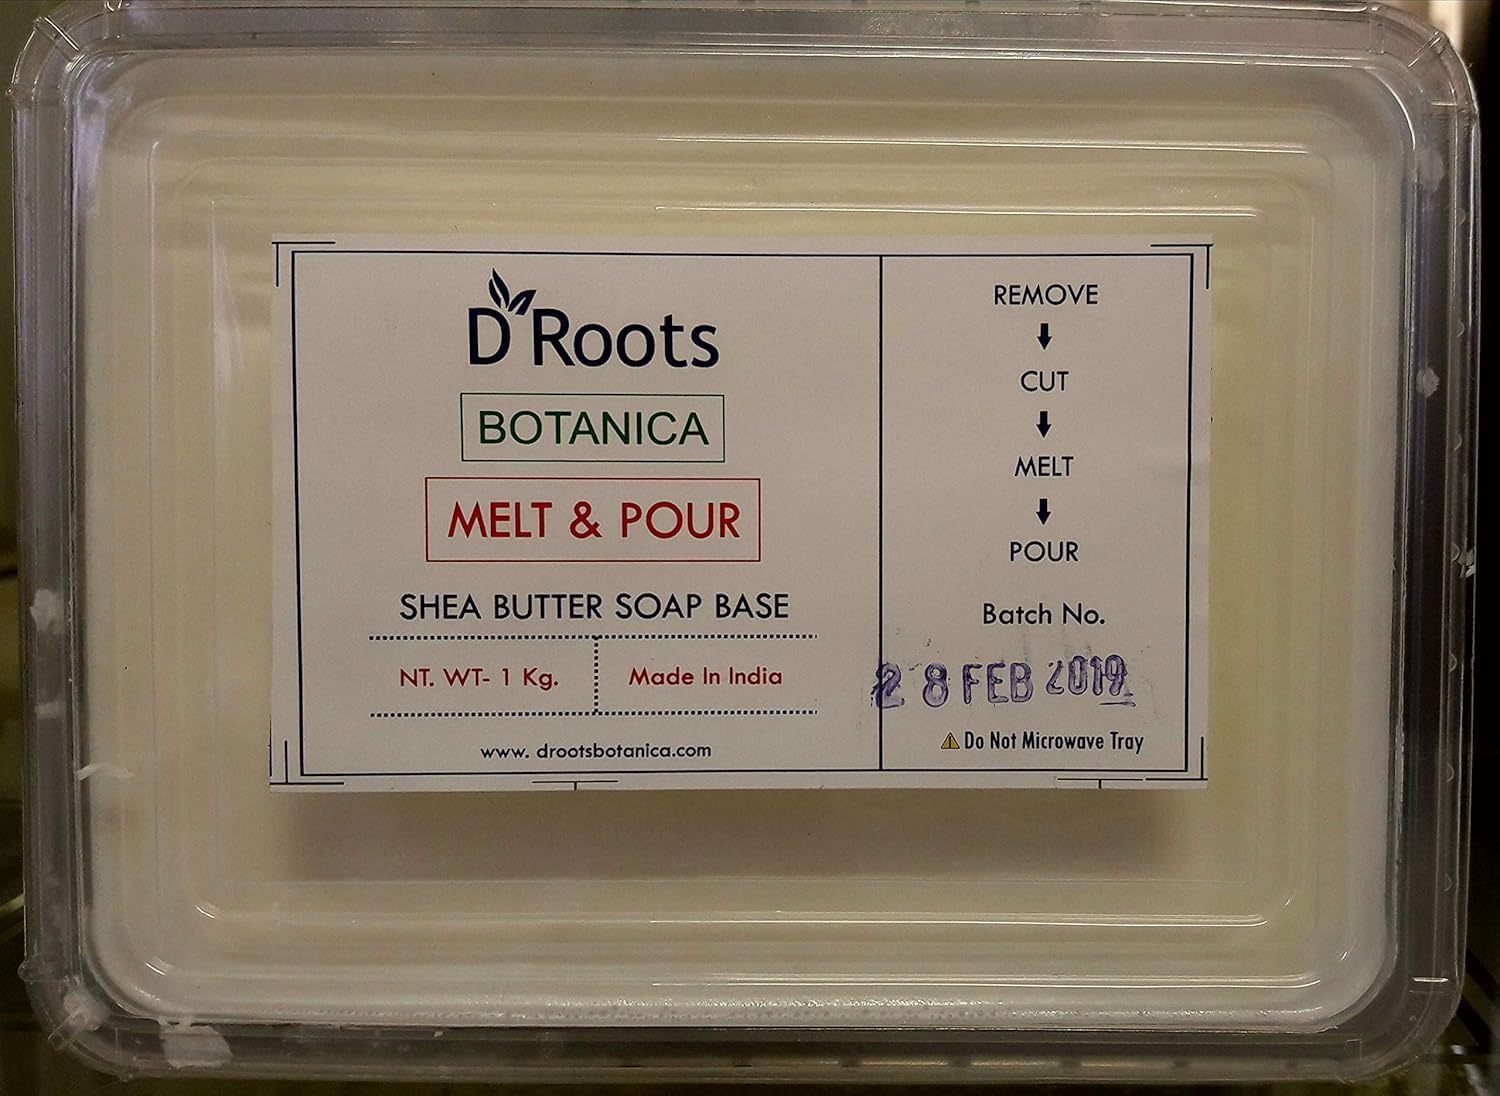 D'Roots
BOTANICA
MELT & POUR
SHEA BUTTER SOAP BASE
NT. WT- 1 Kg.
Made In India
www. drootsbotanica.com
REMOVE
CUT
MELT
POUR
Batch No.
28 FEB 2019
Do Not Microwave Tray